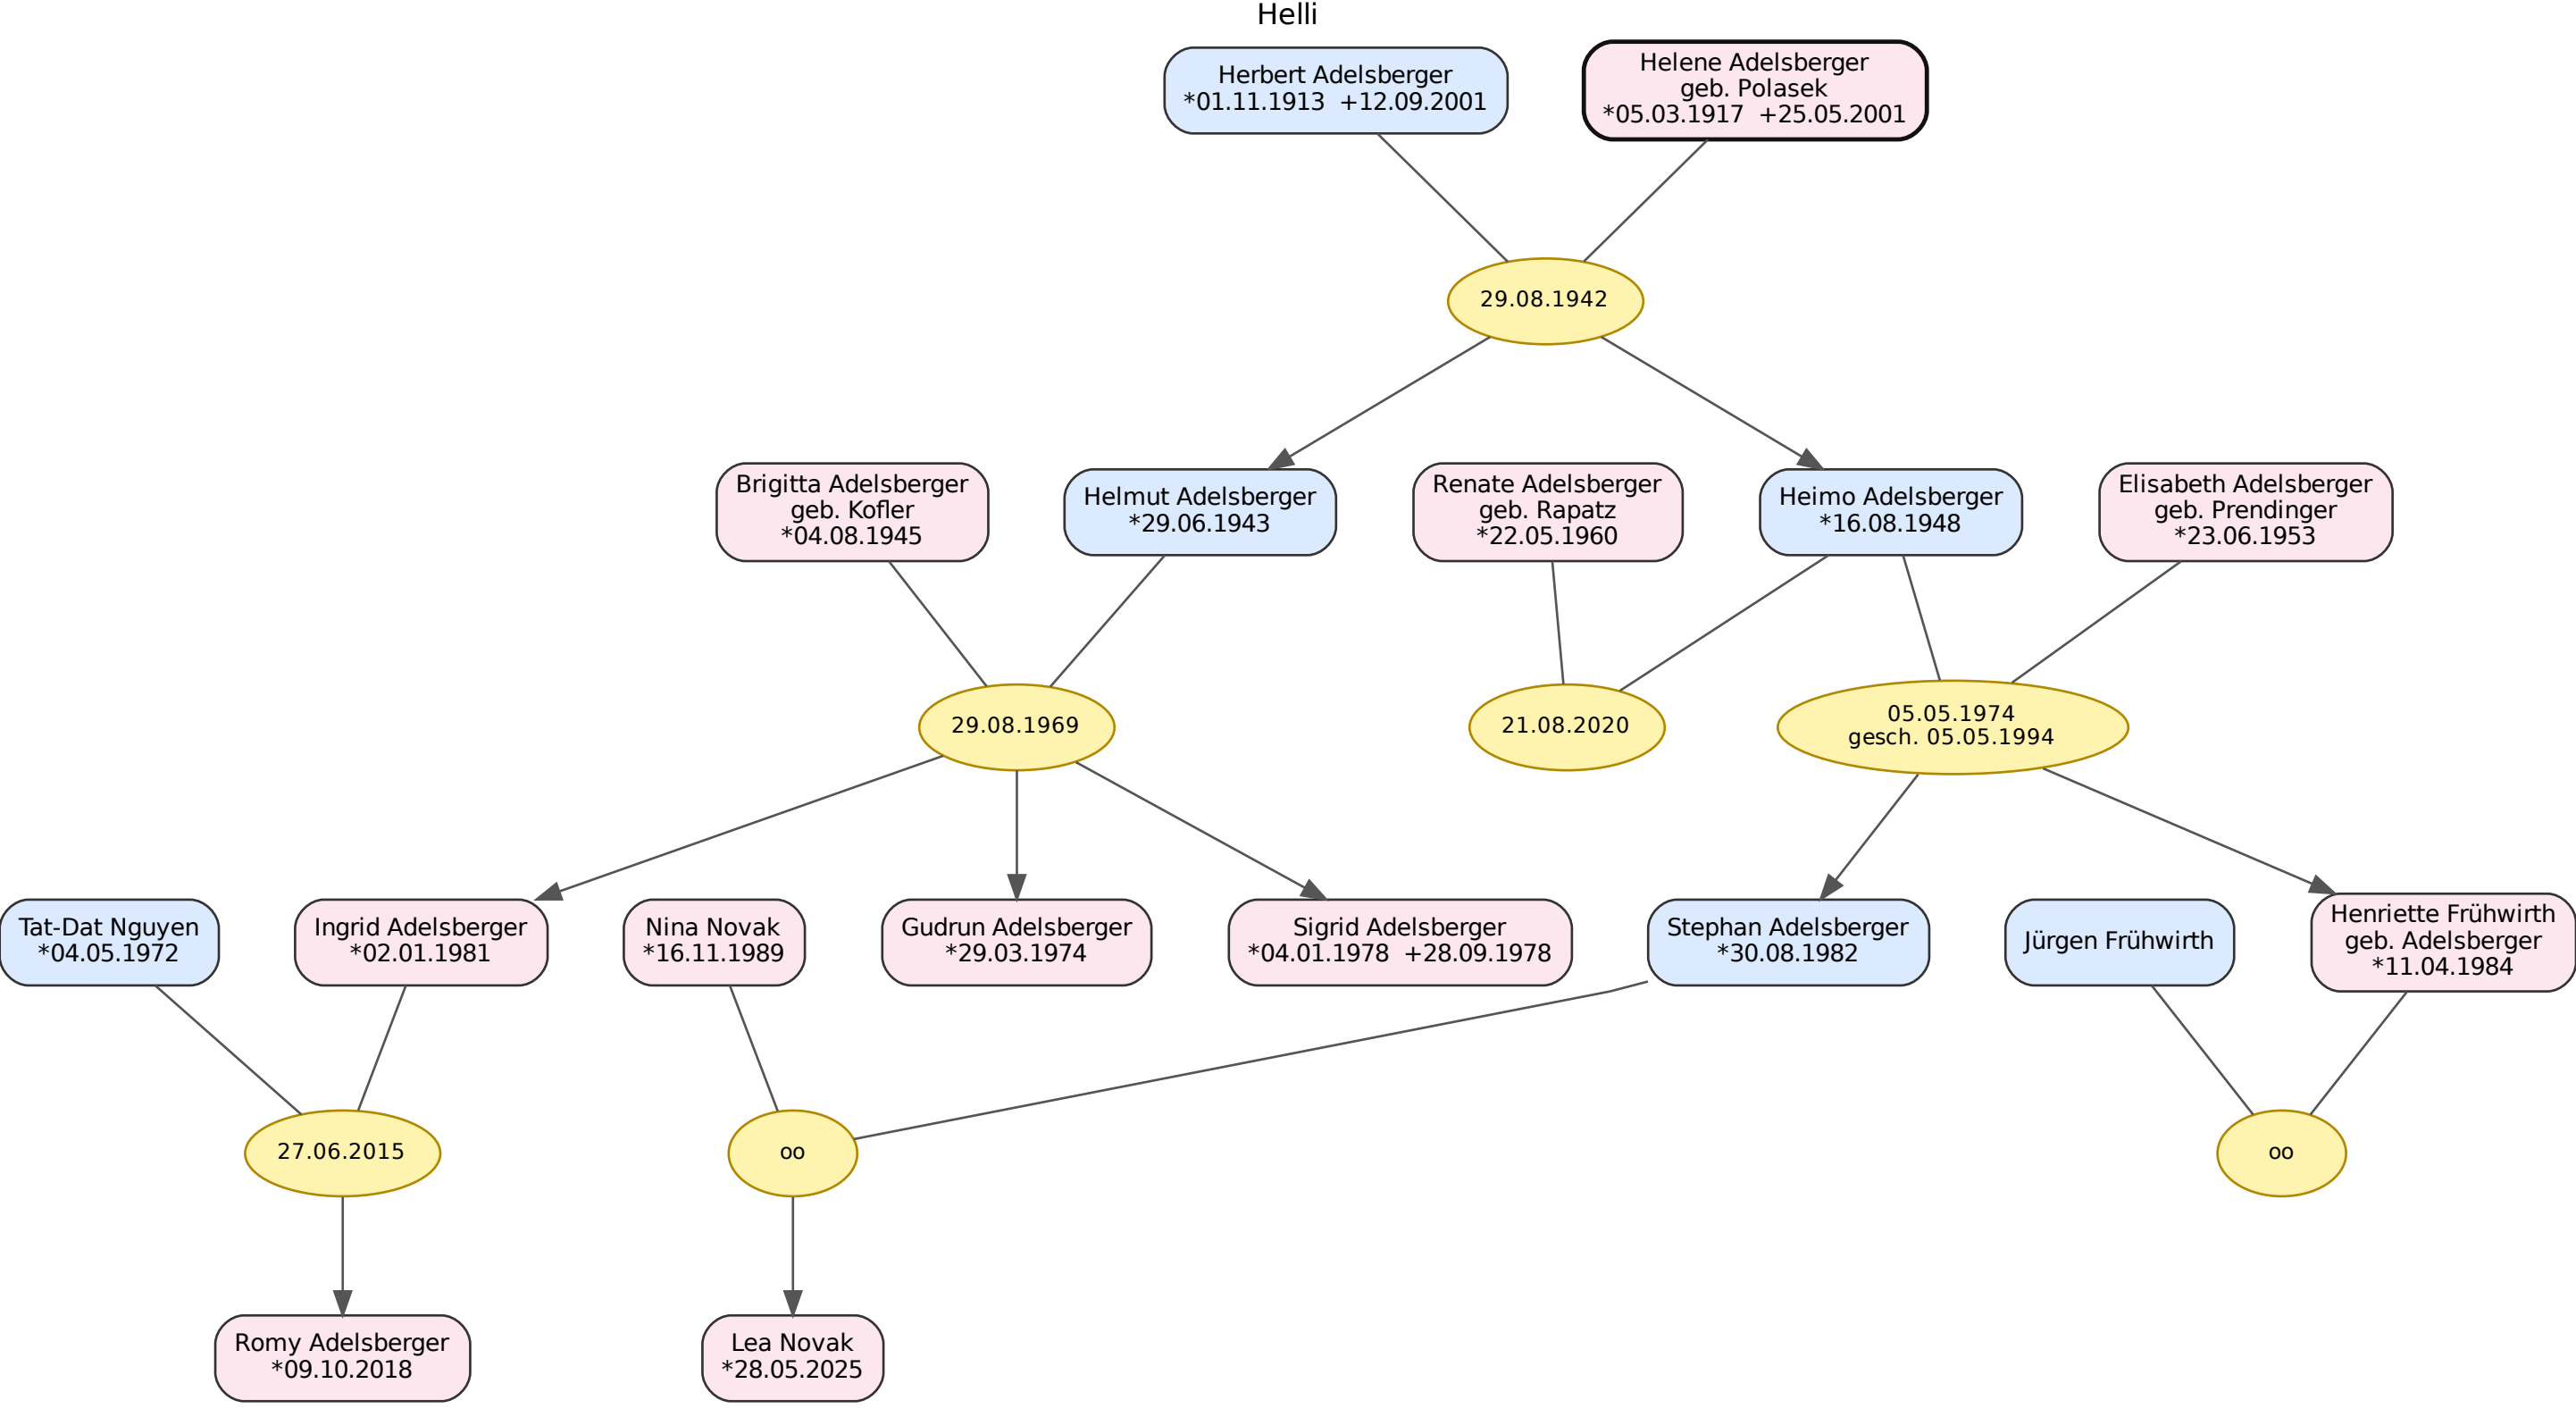 Helli
Herbert Adelsberger
*01.11.1913  +12.09.2001
Helene Adelsberger
geb. Polasek
*05.03.1917  +25.05.2001
29.08.1942
Brigitta Adelsberger
geb. Kofler
*04.08.1945
Helmut Adelsberger
*29.06.1943
Renate Adelsberger
geb. Rapatz
*22.05.1960
Heimo Adelsberger
*16.08.1948
Elisabeth Adelsberger
geb. Prendinger
*23.06.1953
29.08.1969
21.08.2020
05.05.1974
gesch. 05.05.1994
Tat-Dat Nguyen
*04.05.1972
Ingrid Adelsberger
*02.01.1981
Nina Novak
*16.11.1989
Gudrun Adelsberger
*29.03.1974
Sigrid Adelsberger
*04.01.1978  +28.09.1978
Stephan Adelsberger
*30.08.1982
Jürgen Frühwirth
Henriette Frühwirth
geb. Adelsberger
*11.04.1984
27.06.2015
oo
oo
Romy Adelsberger
*09.10.2018
Lea Novak
*28.05.2025